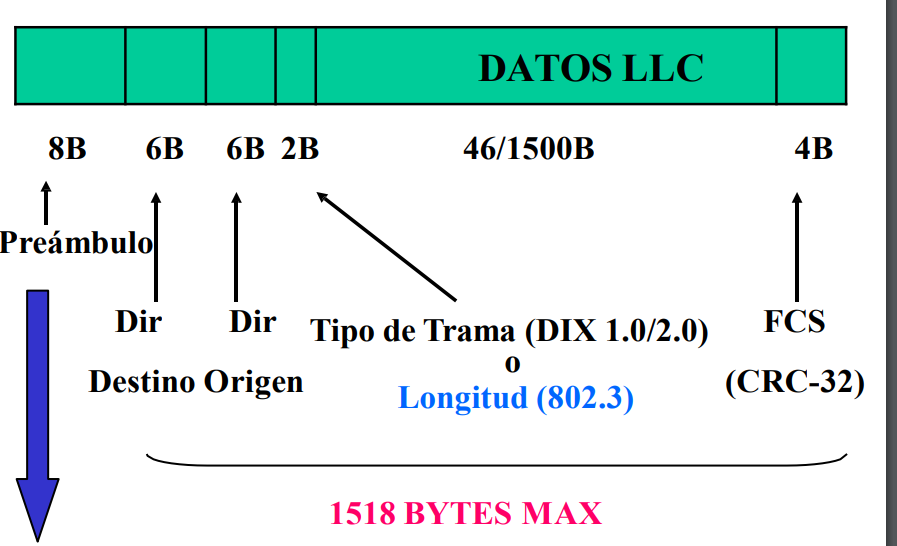 DATOS LLC
8B 6B 6B 2B 46/1500B 4B
Preámbulo
Dir Dir Tipo de Trama (DIX 1.0/2.0) FCS
o
Destino Origen Longitud (802.3) (CRC-32)
1518 BYTES MAX